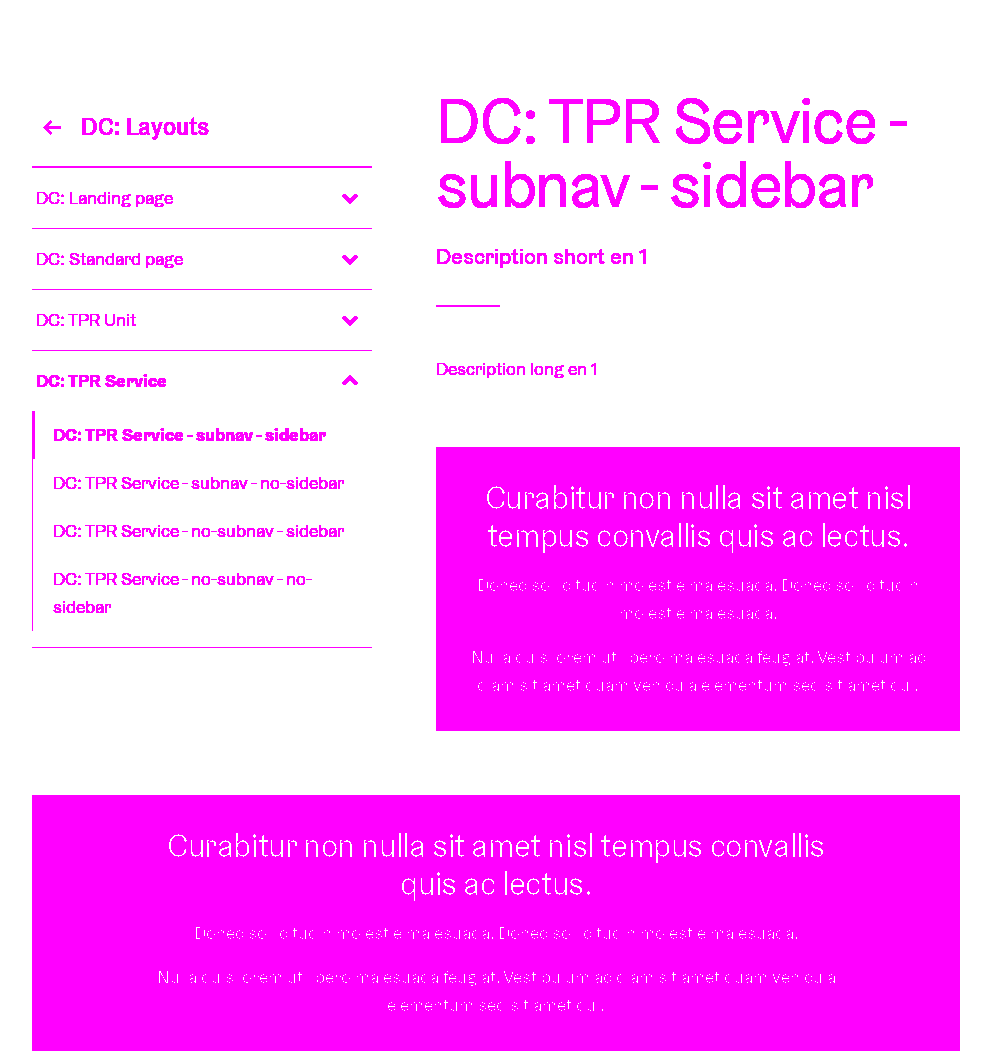 DC: Layouts
DC: Landing page
DC: Standard page
DC: TPR Unit
DC: TPR Service
DC: TPR Service - subnav - sidebar
DC: TPR Service - subnav - no-sidebar
DC: TPR Service - no-subnav - sidebar
DC: TPR Service - no-subnav - no-
sidebar
DC: TPR Service -
subnav - sidebar
Description short en 1
Description long en 1
Curabitur non nulla sit amet nisl
tempus convallis quis ac lectus.
Donec sollicitudin molestie malesuada. Donec sollicitudin
molestie malesuada.
Nulla quis lorem ut libero malesuada feugiat. Vestibulum ac
diam sit amet quam vehicula elementum sed sit amet dui.
Curabitur non nulla sit amet nisl tempus convallis
quis ac lectus.
Donec sollicitudin molestie malesuada. Donec sollicitudin molestie malesuada.
Nulla quis lorem ut libero malesuada feugiat. Vestibulum ac diam sit amet quam vehicula
elementum sed sit amet dui.